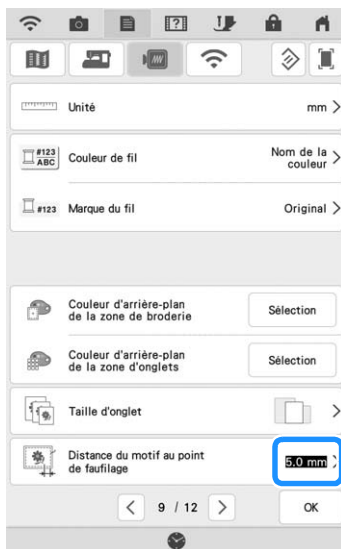 Unité
mm >
#123
ABC
Couleur de fil
Nom de la
couleur >
#123
Marque du fil
Original >
Couleur d'arrière-plan
de la zone de broderie
Sélection
Couleur d'arrière-plan
de la zone d'onglets
Sélection
Taille d'onglet
>
Distance du motif au point
de faufilage
5.0 mm >
< 9 / 12 >
OK